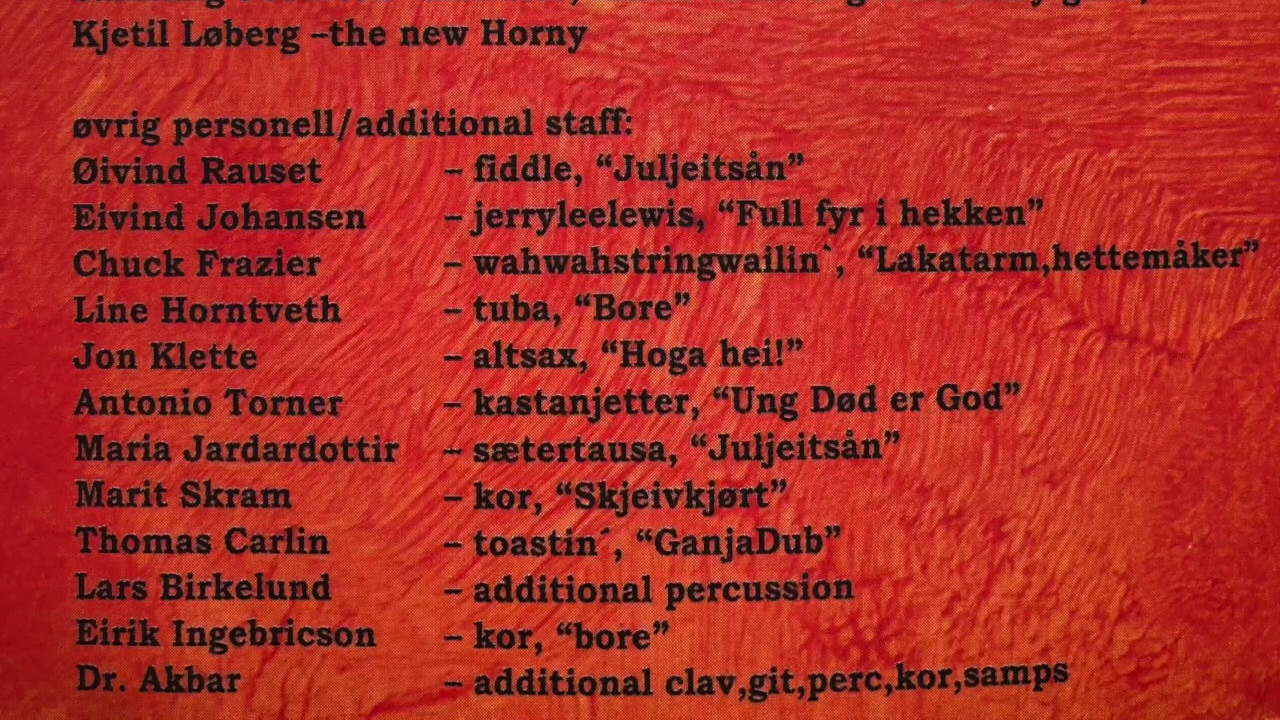 Kjetil Løberg –the new Horny
øvrig personell/additional staff:
Øivind Rauset – fiddle, “Juljeitsån”
Eivind Johansen – jerryleelewis, “Full fyr i hekken”
Chuck Frazier – wahwahstringwailin`, “Lakatarm,hettemåker”
Line Horntveth – tuba, “Bore”
Jon Klette – altsax, “Hoga hei!”
Antonio Torner – kastanjetter, “Ung Død er God”
Maria Jardardottir – sætertausa, “Juljeitsån”
Marit Skram – kor, “Skjeivkjørt”
Thomas Carlin – toastin´, “GanjaDub”
Lars Birkelund – additional percussion
Eirik Ingebricson – kor, “bore”
Dr. Akbar – additional clav,git,perc,kor,samps